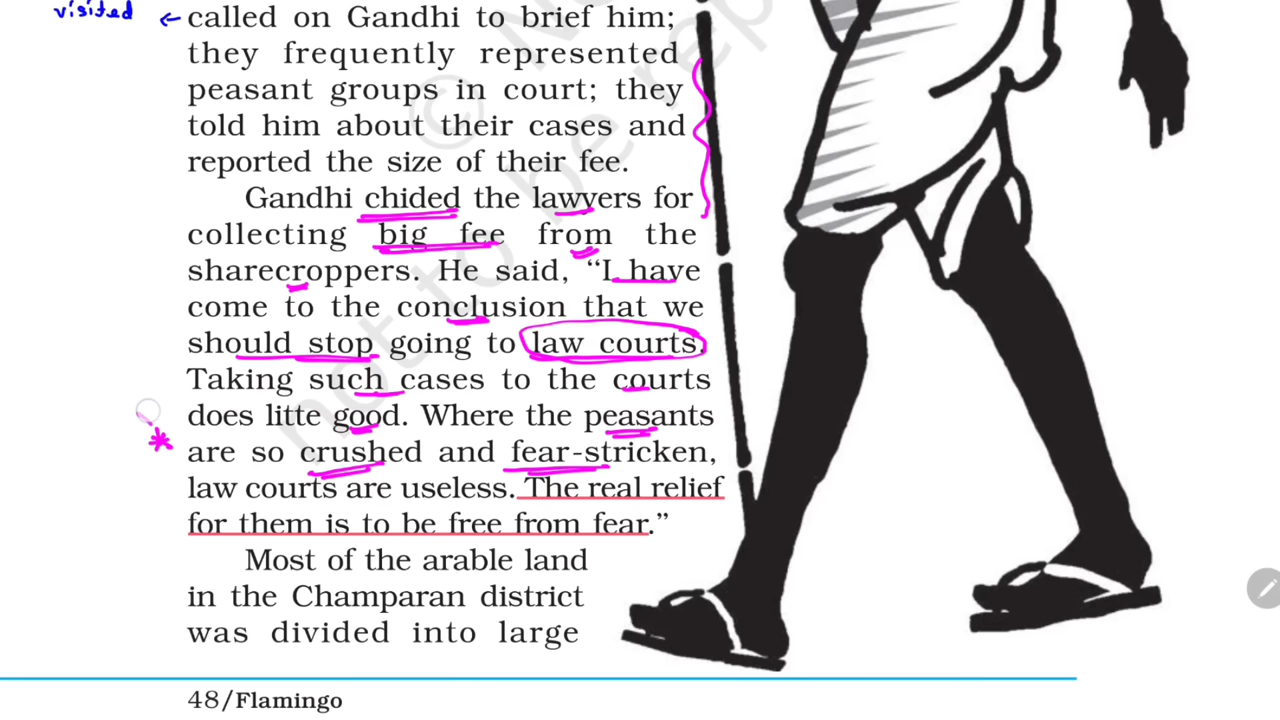 visited ← called on Gandhi to brief him;
they frequently represented
peasant groups in court; they
told him about their cases and
reported the size of their fee.
Gandhi chided the lawyers for
collecting big fee from the
sharecroppers. He said, “I have
come to the conclusion that we
should stop going to law courts.
Taking such cases to the courts
does litte good. Where the peasants
* are so crushed and fear-stricken,
law courts are useless. The real relief
for them is to be free from fear.”
Most of the arable land
in the Champaran district
was divided into large
48/Flamingo
not to be rep
© N